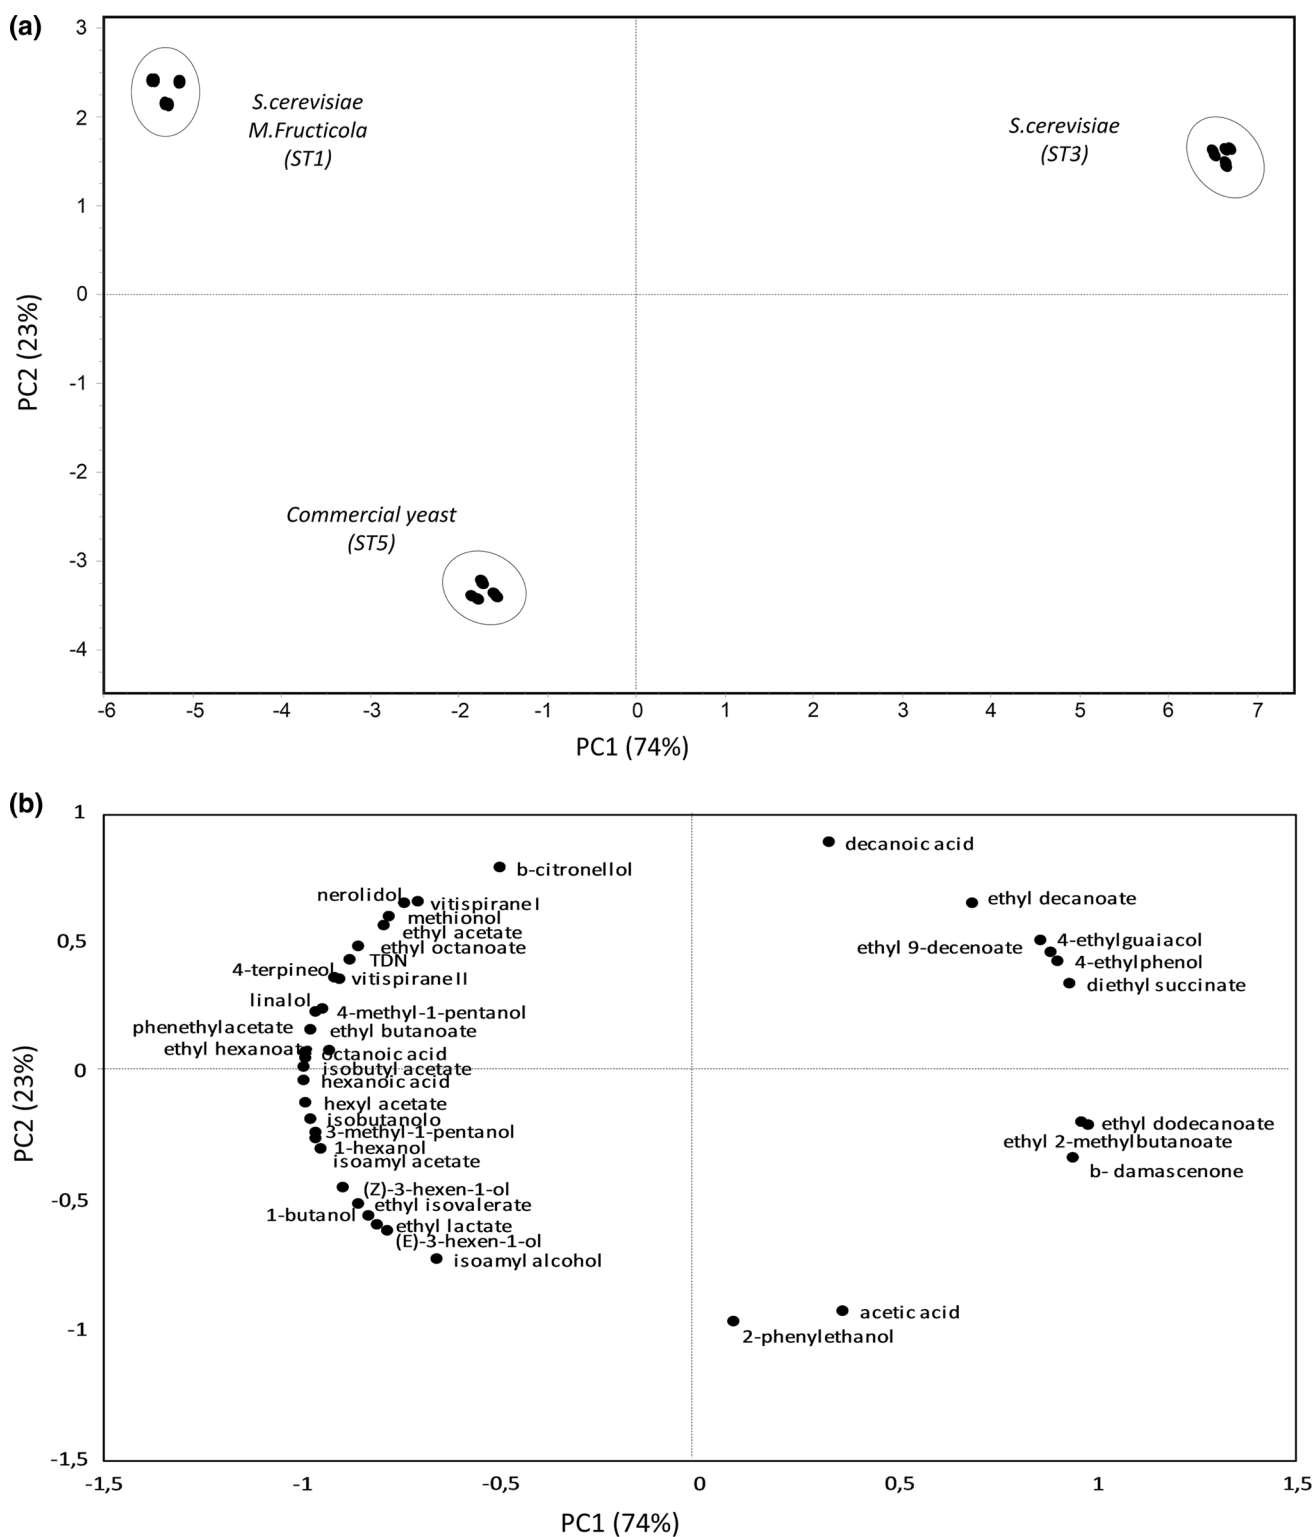 (a)
3
2
1
0
-1
-2
-3
-4
PC2 (23%)
S.cerevisiae
M.Fructicola
(ST1)
S.cerevisiae
(ST3)
Commercial yeast
(ST5)
-6 -5 -4 -3 -2 -1 0 1 2 3 4 5 6 7
PC1 (74%)
(b)
1
0,5
0
-0,5
-1
-1,5
PC2 (23%)
decanoic acid
b-citronellol
nerolidol
vitispirane I
ethyl decanoate
methionol
ethyl acetate
ethyl octanoate
4-ethylguaiacol
ethyl 9-decenoate
TDN
4-ethylphenol
4-terpineol
vitispirane II
diethyl succinate
linalol
4-methyl-1-pentanol
phenethylacetate
ethyl butanoate
ethyl hexanoate
octanoic acid
isobutyl acetate
hexanoic acid
hexyl acetate
isobutanolo
3-methyl-1-pentanol
1-hexanol
isoamyl acetate
ethyl dodecanoate
ethyl 2-methylbutanoate
b- damascenone
(Z)-3-hexen-1-ol
ethyl isovalerate
1-butanol
ethyl lactate
(E)-3-hexen-1-ol
isoamyl alcohol
acetic acid
2-phenylethanol
-1,5 -1 -0,5 0 0,5 1 1,5
PC1 (74%)